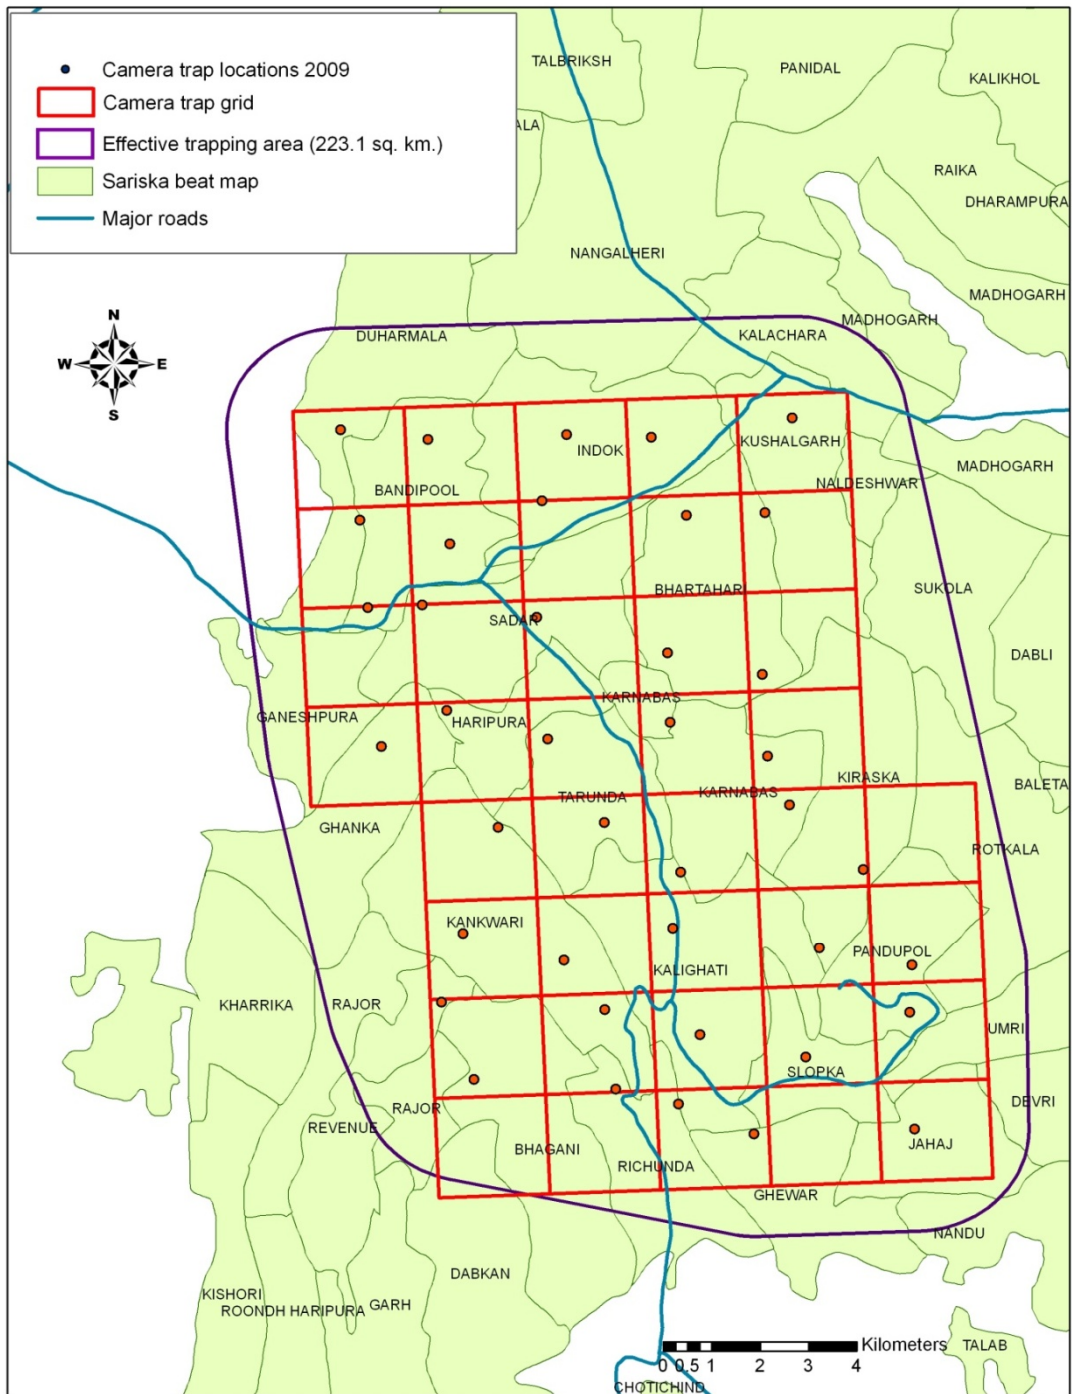 Camera trap locations 2009
Camera trap grid
Effective trapping area (223.1 sq. km.)
Sariska beat map
Major roads
TALBRIKSH
PANIDAL
KALIKHOL
ALA
RAIKA
DHARAMPURA
NANGALHERI
MADHOGARH
N
W E
S
MADHOGARH
DUHARMALA
KALACHARA
KUSHALGARH
INDOK
MADHOGARH
BANDIPOOL
NALDESHWAR
BHARTAHARI
SUKOLA
SADAR
DABLI
KARNABAS
GANESHPURA
HARIPURA
KIRASKA
BALETA
TARUNDA
KARNABAS
GHANKA
ROTKALA
KANKWARI
PANDUPOL
KALIGHATI
KHARRIKA
RAJOR
UMRI
SLOPKA
RAJOR
DEVRI
REVENUE
JAHAJ
BHAGANI
RICHUNDA
GHEWAR
NANDU
DABKAN
KISHORI
ROONDH HARIPURA
GARH
Kilometers
TALAB
0 0.5 1 2 3 4
CHOTICHIND